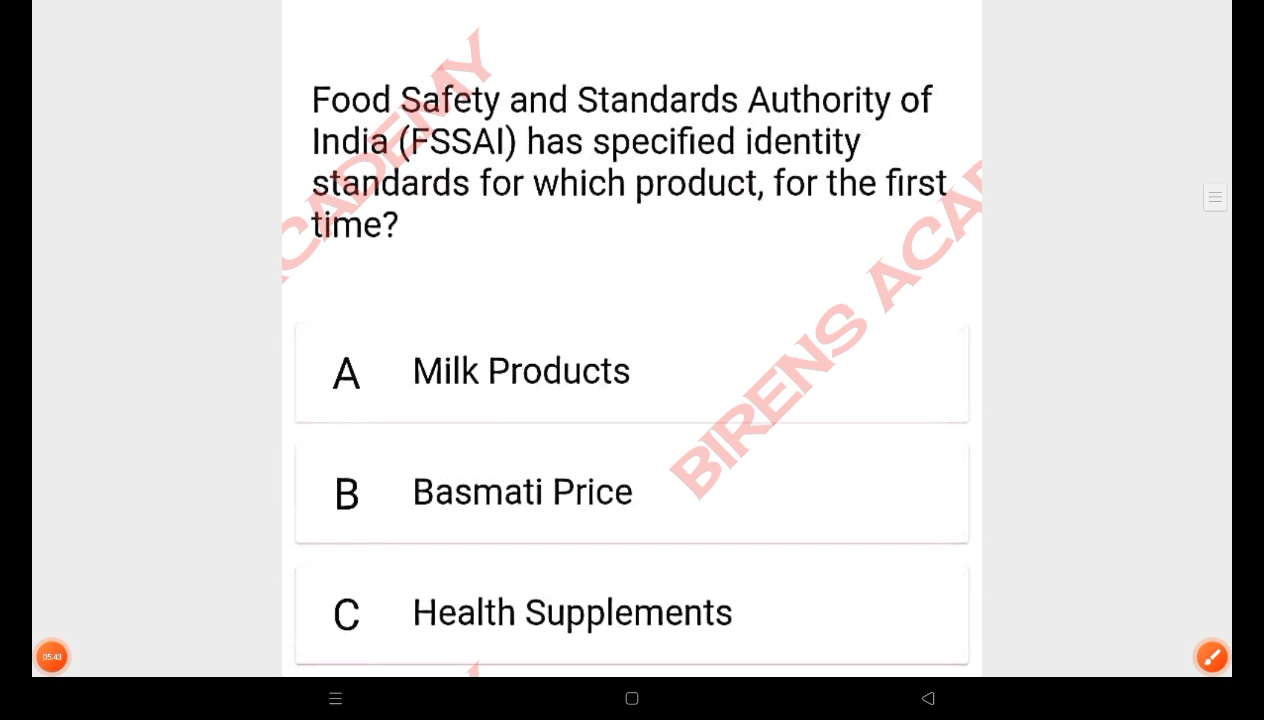 Food Safety and Standards Authority of
India (FSSAI) has specified identity
standards for which product, for the first
time?
A Milk Products
B Basmati Price
C Health Supplements
CADEMY
BIRENS ACAD
05:43